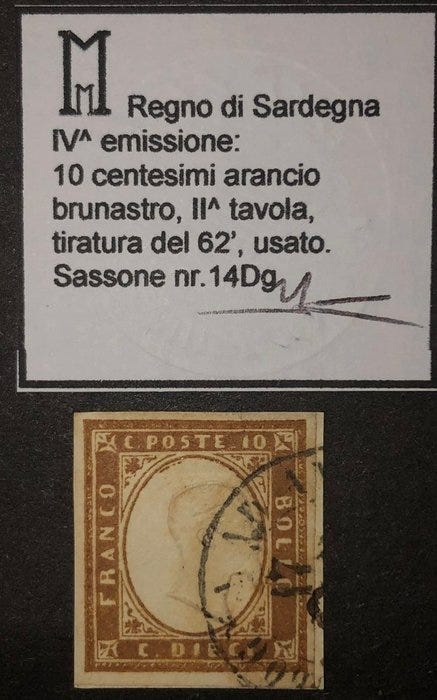 M
M Regno di Sardegna
IV^ emissione:
10 centesimi arancio
brunastro, II^ tavola,
tiratura del 62', usato.
Sassone nr.14Dg
C. POSTE. 10
FRANCO
BOLLO
C. DIECI